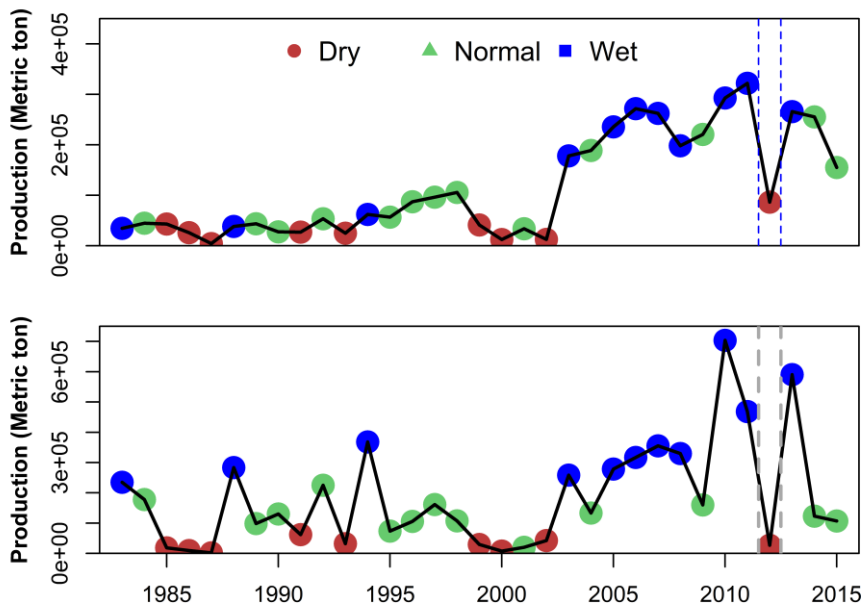 Production (Metric ton)
4e+05
2e+05
0e+00
Dry
Normal
Wet
Production (Metric ton)
6e+05
3e+05
0e+00
1985 1990 1995 2000 2005 2010 2015